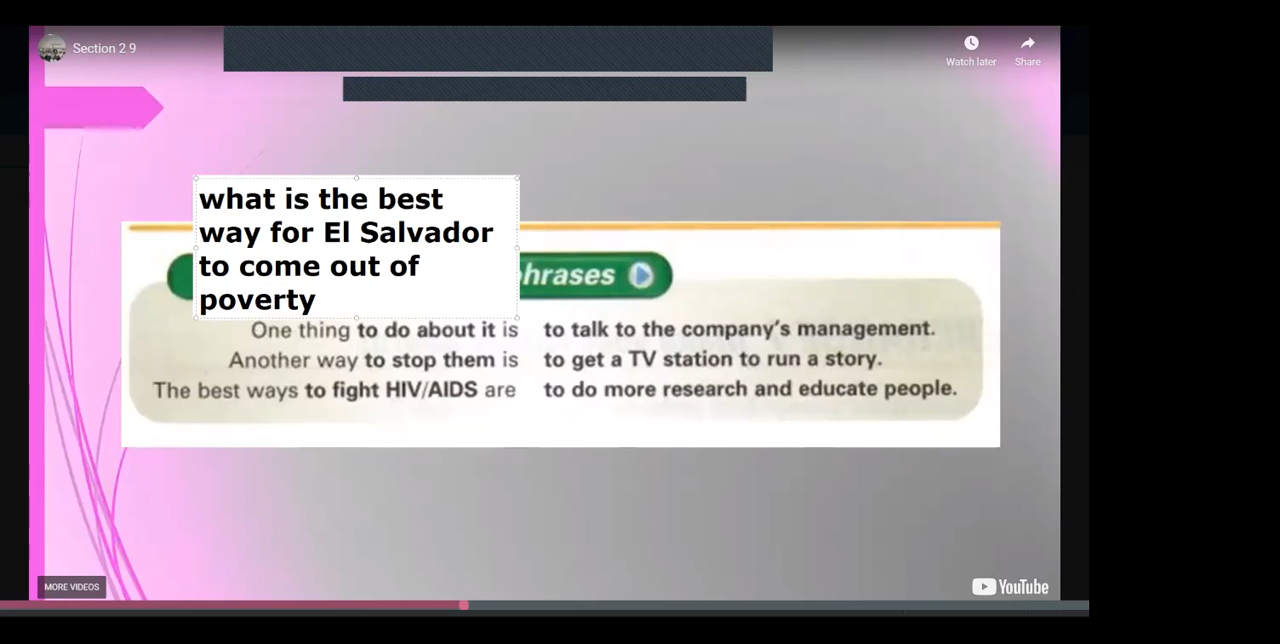 Section 2 9
Watch later
Share
what is the best
way for El Salvador
to come out of
poverty
hrases
One thing to do about it is to talk to the company's management.
Another way to stop them is to get a TV station to run a story.
The best ways to fight HIV/AIDS are to do more research and educate people.
MORE VIDEOS
YouTube